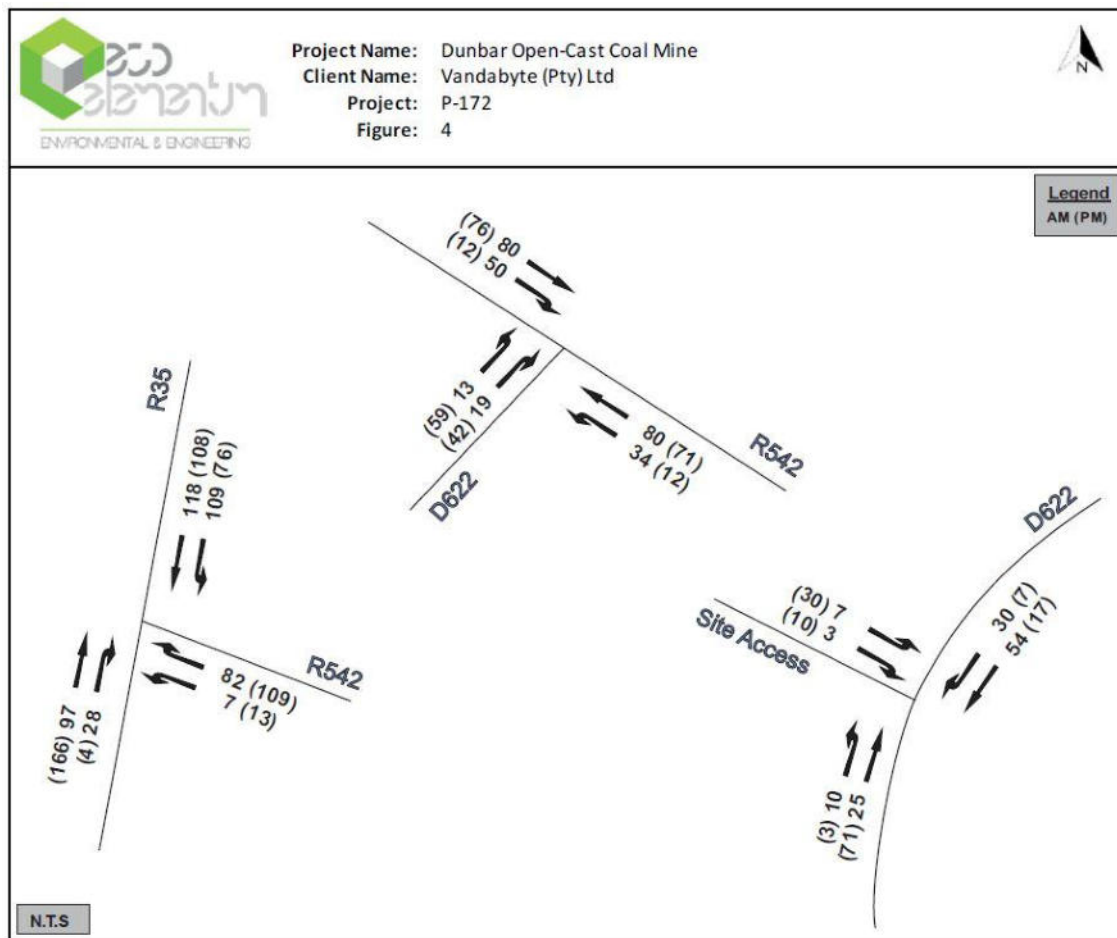 eco
elementum
ENVIRONMENTAL & ENGINEERING
Project Name: Dunbar Open-Cast Coal Mine
Client Name: Vandabyte (Pty) Ltd
Project: P-172
Figure: 4
N
Legend
AM (PM)
(76) 80
(12) 50
(59) 13
(42) 19
D622
80 (71)
34 (12)
R542
R35
118 (108)
109 (76)
82 (109)
7 (13)
R542
(166) 97
(4) 28
D622
(30) 7
(10) 3
Site Access
30 (7)
54 (17)
(3) 10
(71) 25
N.T.S